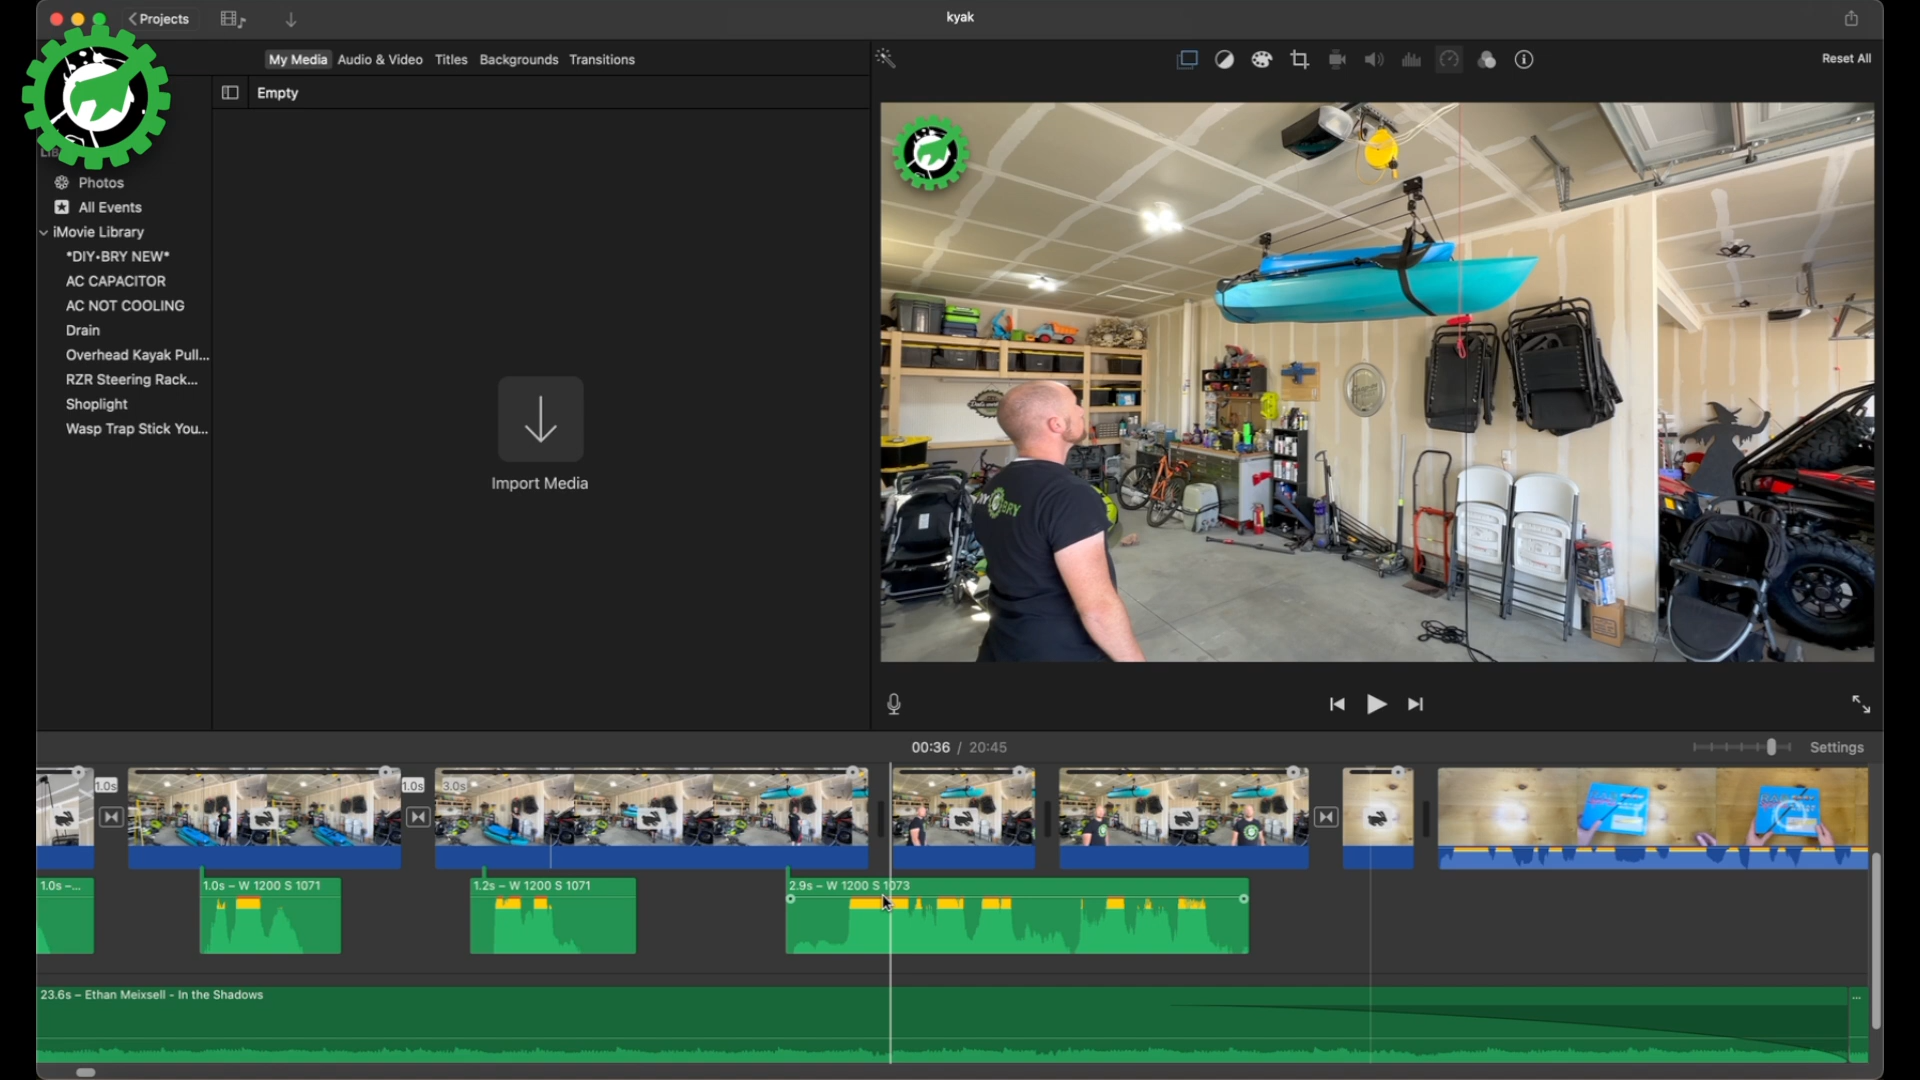 Projects
kyak
My Media Audio & Video Titles Backgrounds Transitions
Reset All
Empty
Photos
All Events
iMovie Library
*DIY•BRY NEW*
AC CAPACITOR
AC NOT COOLING
Drain
Overhead Kayak Pull...
RZR Steering Rack...
Shoplight
Wasp Trap Stick You...
Import Media
00:36 / 20:45
Settings
1.0s
1.0s
3.0s
1.0s –...
1.0s – W 1200 S 1071
1.2s – W 1200 S 1071
2.9s – W 1200 S 1073
23.6s – Ethan Meixsell - In the Shadows